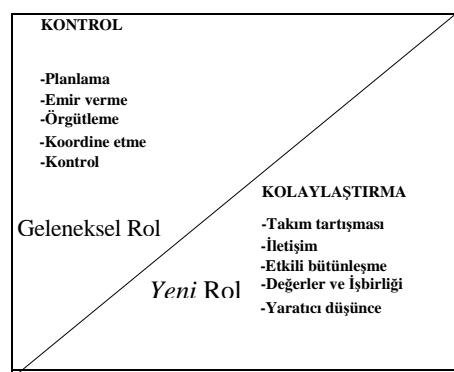 KONTROL
-Planlama
-Emir verme
-Örgütleme
-Koordine etme
-Kontrol
Geleneksel Rol
KOLAYLAŞTIRMA
-Takım tartışması
-İletişim
-Etkili bütünleşme
-Değerler ve İşbirliği
-Yaratıcı düşünce
Yeni Rol